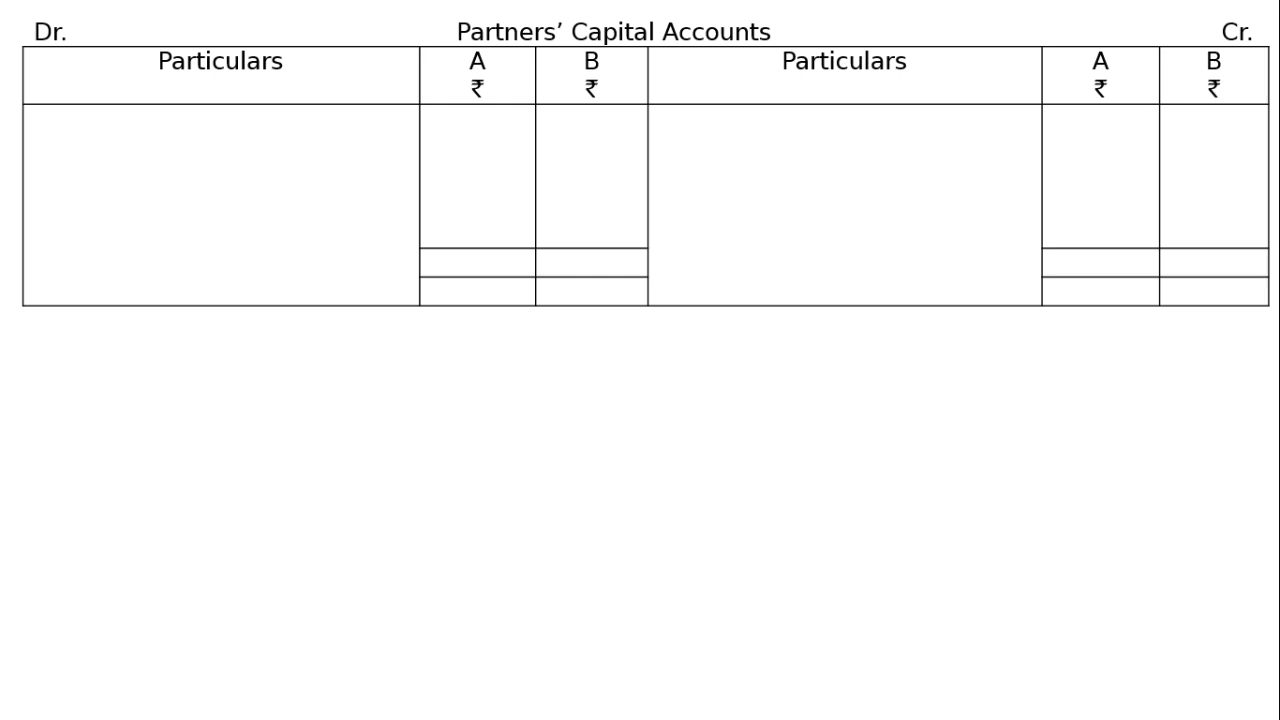 Dr. Partners’ Capital Accounts Cr.
Particulars A B Particulars A B
₹ ₹ ₹ ₹